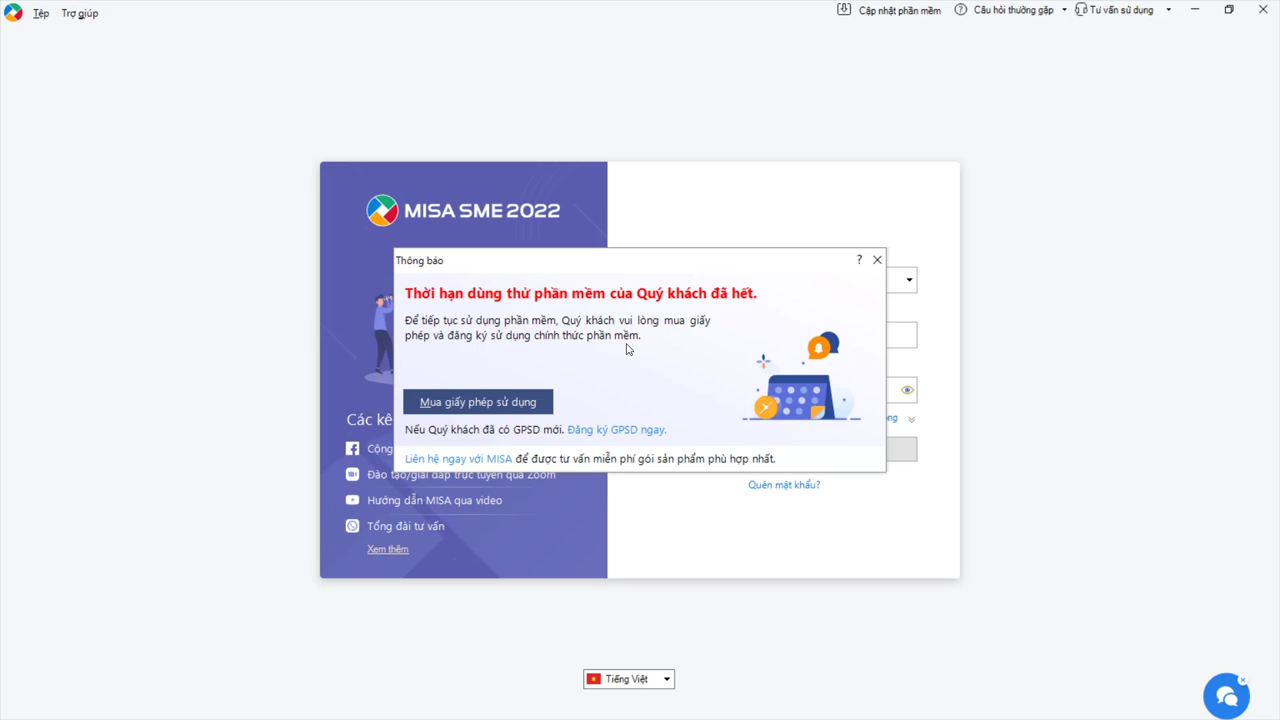 Tệp Trợ giúp Cập nhật phần mềm Câu hỏi thường gặp Tư vấn sử dụng
MISA SME 2022
Thông báo
Thời hạn dùng thử phần mềm của Quý khách đã hết.
Để tiếp tục sử dụng phần mềm, Quý khách vui lòng mua giấy
phép và đăng ký sử dụng chính thức phần mềm.
Mua giấy phép sử dụng
Nếu Quý khách đã có GPSD mới. Đăng ký GPSD ngay.
Liên hệ ngay với MISA để được tư vấn miễn phí gói sản phẩm phù hợp nhất.
Các kê
Cộng
Đào tạo/giải đáp trực tuyến qua Zoom
Hướng dẫn MISA qua video
Tổng đài tư vấn
Xem thêm
Quên mật khẩu?
Tiếng Việt